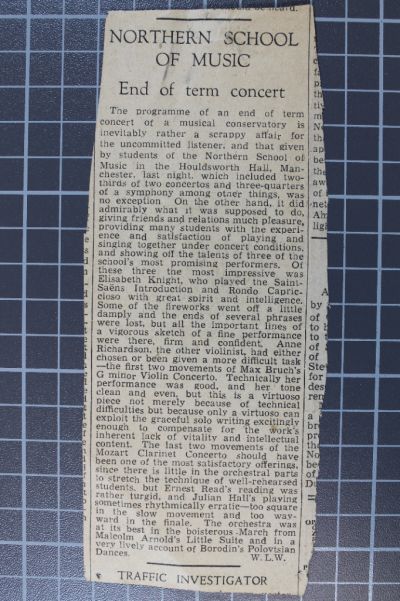 be heard.
NORTHERN SCHOOL
OF MUSIC
End of term concert
The programme of an end of term
concert of a musical conservatory is
inevitably rather a scrappy affair for
the uncommitted listener, and that given
by students of the Northern School of
Music in the Houldsworth Hall, Man-
chester, last night, which included two-
thirds of two concertos and three-quarters
of a symphony among other things, was
no exception. On the other hand, it did
admirably what it was supposed to do,
giving friends and relations much pleasure,
providing many students with the experi-
ence and satisfaction of playing and
singing together under concert conditions,
and showing off the talents of three of the
school's most promising performers. Of
these three the most impressive was
Elisabeth Knight, who played the Saint-
Saëns Introduction and Rondo Capric-
cioso with great spirit and intelligence.
Some of the fireworks went off a little
damply and the ends of several phrases
were lost, but all the important lines of
a vigorous sketch of a fine performance
were there, firm and confident. Anne
Richardson, the other violinist, had either
chosen or been given a more difficult task
—the first two movements of Max Bruch's
G minor Violin Concerto. Technically her
performance was good, and her tone
clean and even, but this is a virtuoso
piece not merely because of technical
difficulties but because only a virtuoso can
exploit the graceful solo writing excitingly
enough to compensate for the work's
inherent lack of vitality and intellectual
content. The last two movements of the
Mozart Clarinet Concerto should have
been one of the most satisfactory offerings,
since there is little in the orchestral parts
to stretch the technique of well-rehearsed
students, but Ernest Read's reading was
rather turgid, and Julian Hall's playing
sometimes rhythmically erratic—too square
in the slow movement and too way-
ward in the finale. The orchestra was
at its best in the boisterous March from
Malcolm Arnold's Little Suite and in a
very lively account of Borodin's Polovtsian
Dances. W. L. W.
TRAFFIC INVESTIGATOR